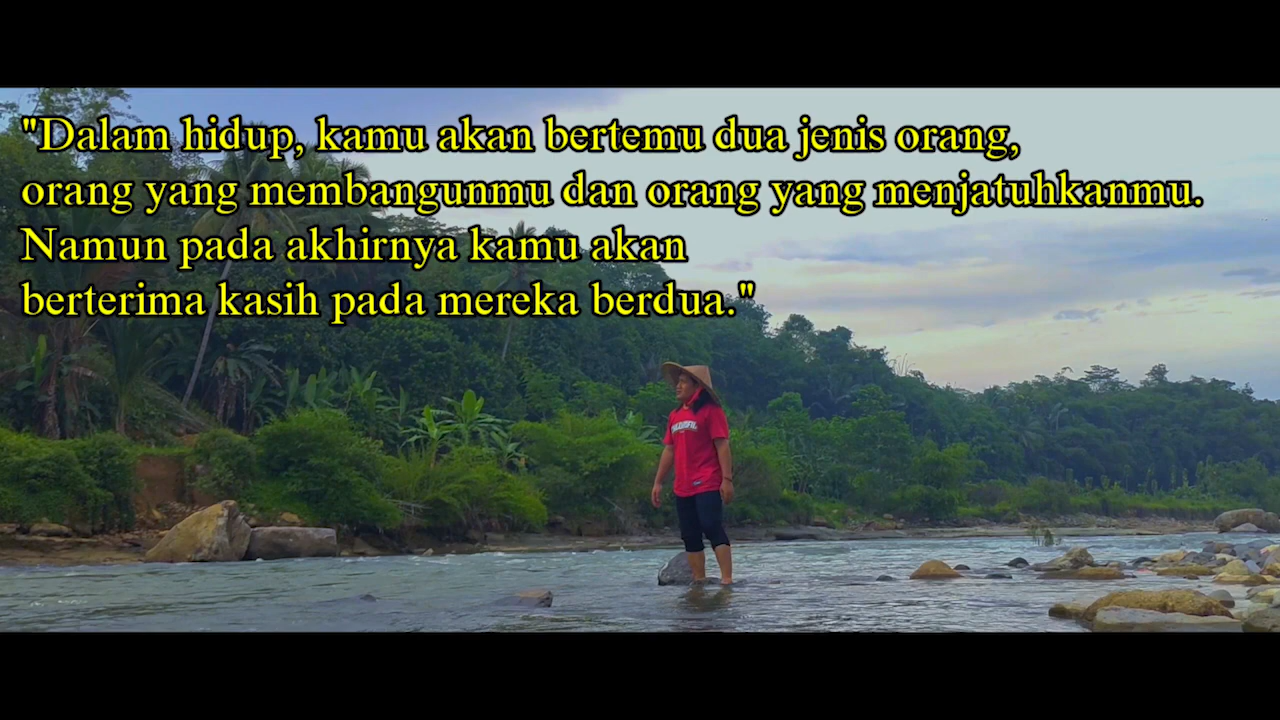 "Dalam hidup, kamu akan bertemu dua jenis orang,
orang yang membangunmu dan orang yang menjatuhkanmu.
Namun pada akhirnya kamu akan
berterima kasih pada mereka berdua."